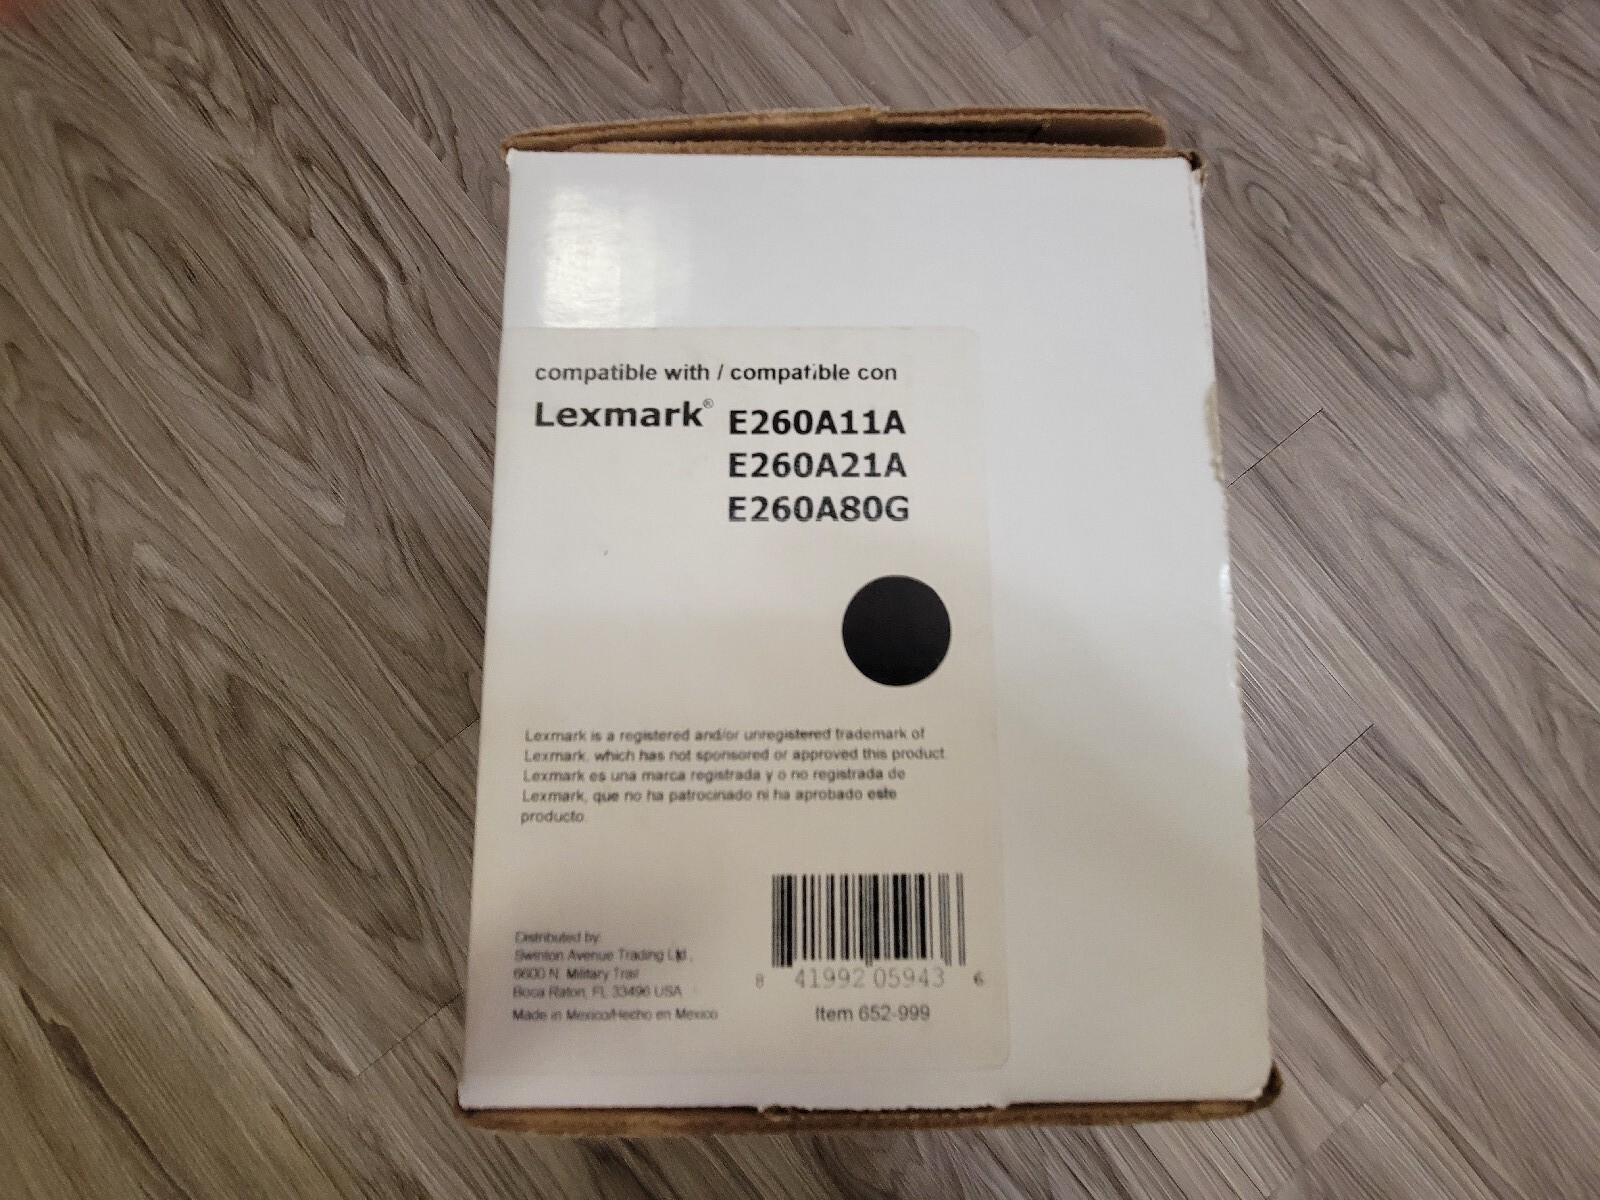 compatible with / compatible con
Lexmark® E260A11A
E260A21A
E260A80G
Lexmark is a registered and/or unregistered trademark of
Lexmark, which has not sponsored or approved this product.
Lexmark es una marca registrada y o no registrada de
Lexmark, que no ha patrocinado ni ha aprobado este
producto.
Distributed by:
Swinton Avenue Trading Ltd.,
6600 N. Military Trail
Boca Raton, FL 33496 USA
Made in Mexico/Hecho en Mexico
8 41992 05943 6
Item 652-999